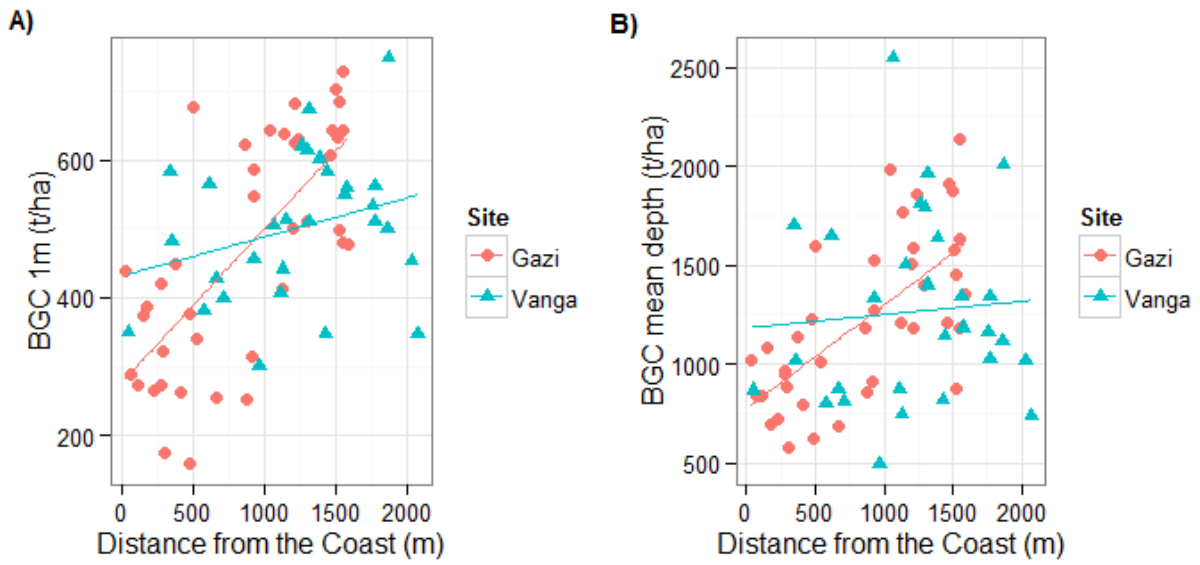 A)
BGC 1m (t/ha)
600
400
200
0 500 1000 1500 2000
Distance from the Coast (m)
Site
Gazi
Vanga
B)
BGC mean depth (t/ha)
2500
2000
1500
1000
500
0 500 1000 1500 2000
Distance from the Coast (m)
Site
Gazi
Vanga